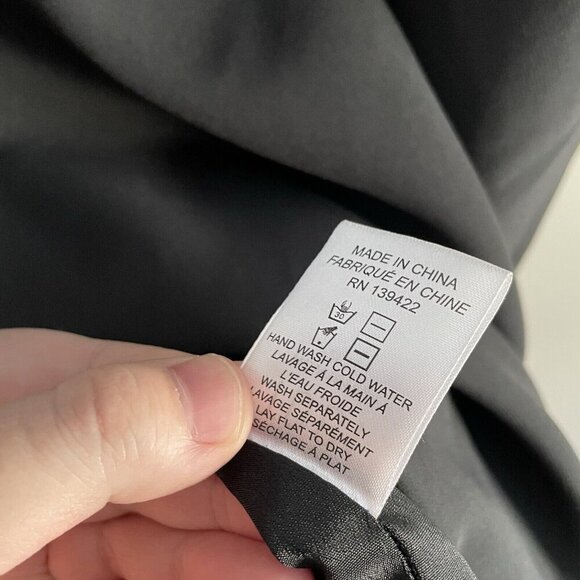 MADE IN CHINA
FABRIQUÉ EN CHINE
RN 139422
30
HAND WASH COLD WATER
LAVAGE À LA MAIN À
L'EAU FROIDE
WASH SEPARATELY
LAVAGE SÉPARÉMENT
LAY FLAT TO DRY
SÉCHAGE À PLAT